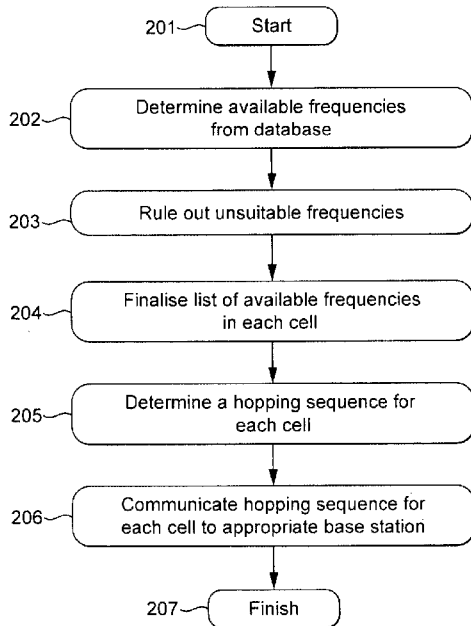 201
Start
202
Determine available frequencies
from database
203
Rule out unsuitable frequencies
204
Finalise list of available frequencies
in each cell
205
Determine a hopping sequence for
each cell
206
Communicate hopping sequence for
each cell to appropriate base station
207
Finish